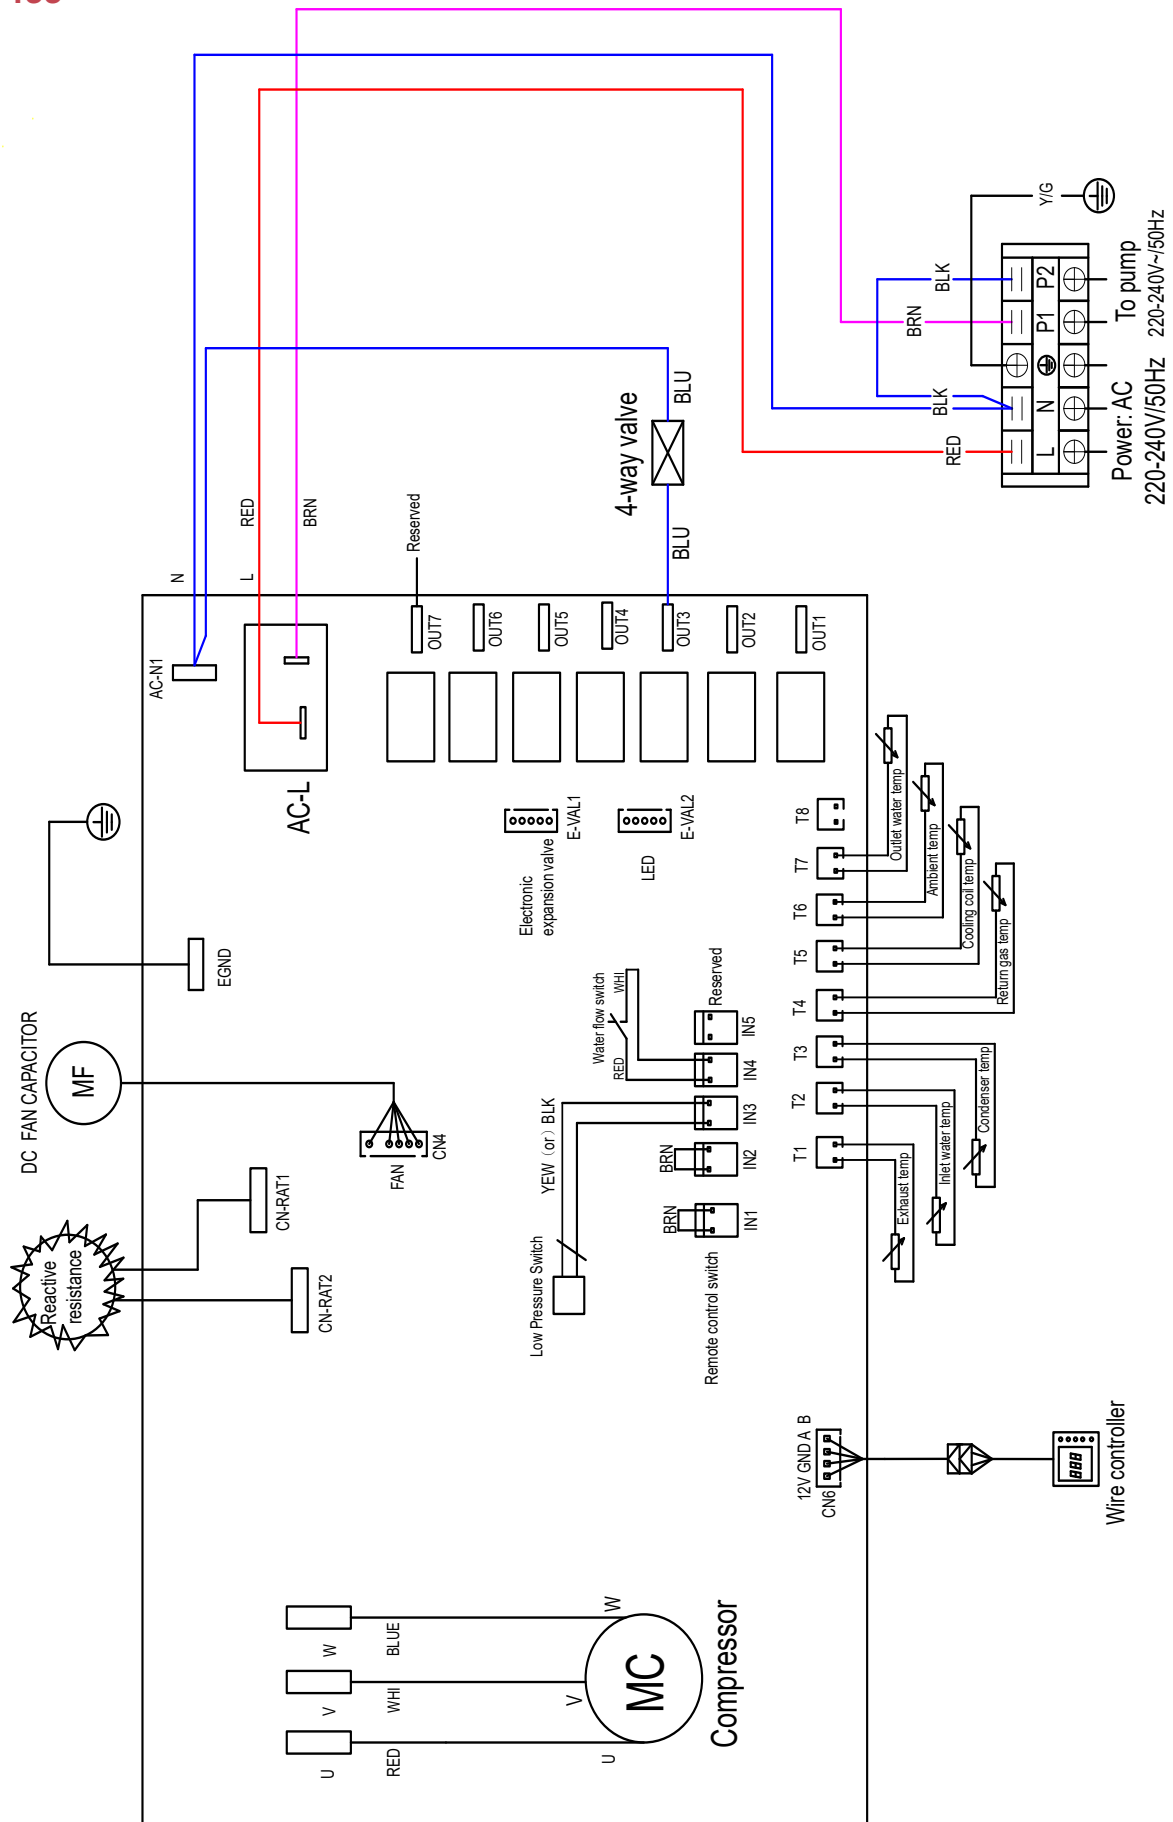 N
AC-N1
L
RED
BRN
AC-L
EGND
Reserved
OUT7
OUT6
OUT5
OUT4
OUT3
OUT2
OUT1
4-way valve
BLU
BLU
Y/G
BLK
BRN
BLK
RED
P2
P1
N
L
To pump
220-240V~/50Hz
Power: AC
220-240V/50Hz
DC FAN CAPACITOR
MF
FAN
CN4
Reactive
resistance
CN-RAT1
CN-RAT2
Electronic
expansion valve
E-VAL1
LED
E-VAL2
Water flow switch
WHI
RED
Reserved
IN5
IN4
IN3
IN2
IN1
YEW (or) BLK
BRN
BRN
Low Pressure Switch
Remote control switch
T8
T7
T6
T5
T4
T3
T2
T1
Outlet water temp
Ambient temp
Cooling coil temp
Return gas temp
Condenser temp
Inlet water temp
Exhaust temp
12V GND A B
CN6
888
Wire controller
W
BLUE
W
V
WHI
V
U
RED
U
MC
Compressor